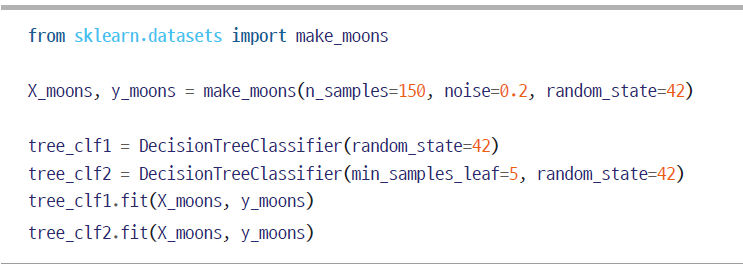 from sklearn.datasets import make_moons
X_moons, y_moons = make_moons(n_samples=150, noise=0.2, random_state=42)
tree_clf1 = DecisionTreeClassifier(random_state=42)
tree_clf2 = DecisionTreeClassifier(min_samples_leaf=5, random_state=42)
tree_clf1.fit(X_moons, y_moons)
tree_clf2.fit(X_moons, y_moons)